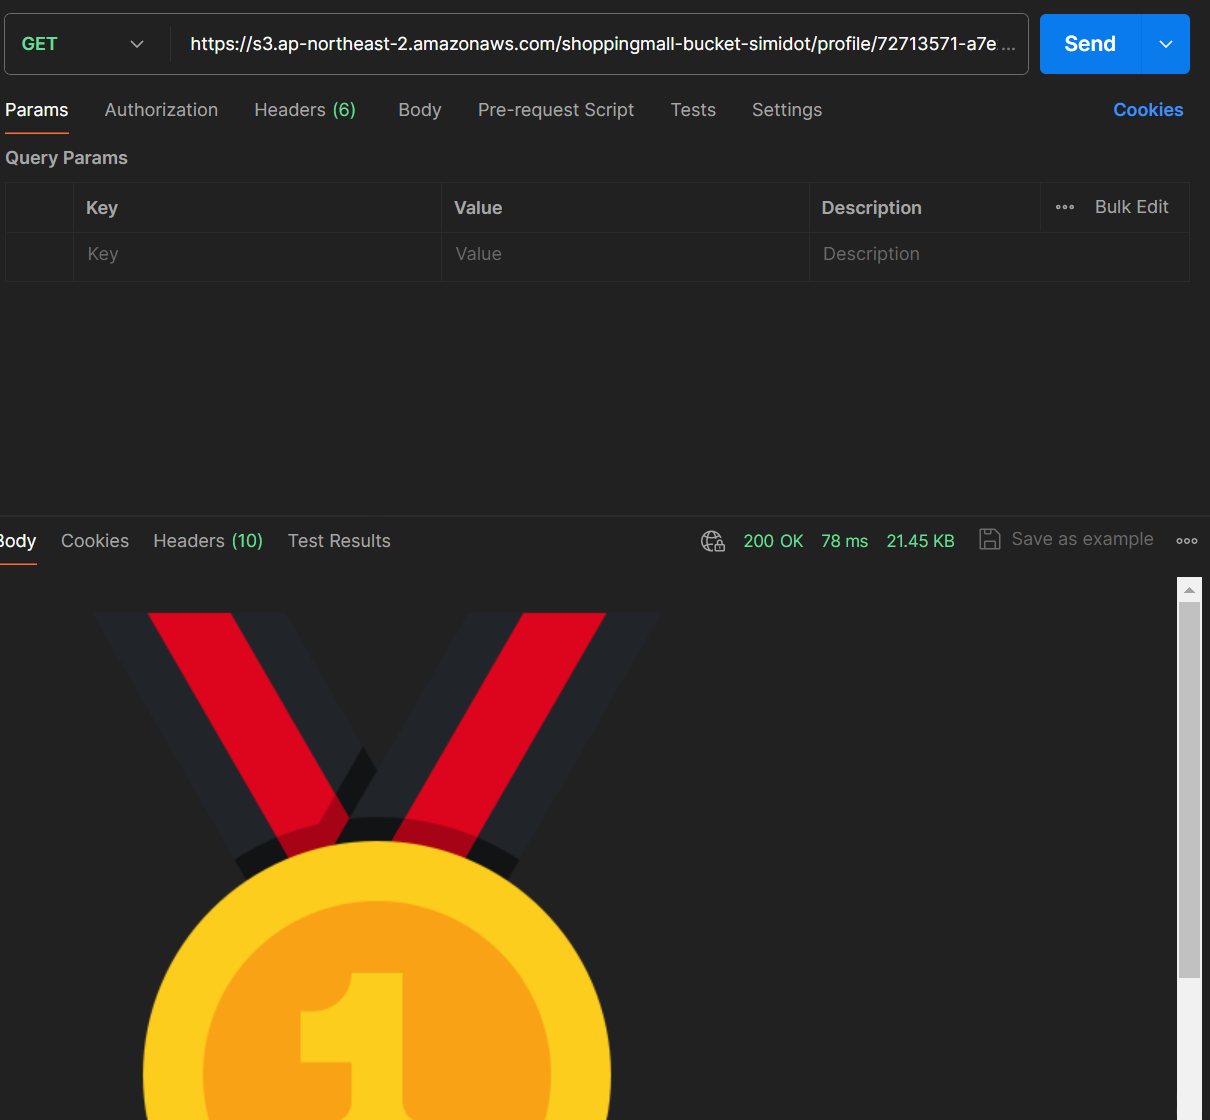 GET https://s3.ap-northeast-2.amazonaws.com/shoppingmall-bucket-simidot/profile/72713571-a7e... Send
Params Authorization Headers (6) Body Pre-request Script Tests Settings Cookies
Query Params
Key Value Description Bulk Edit
Key Value Description
Body Cookies Headers (10) Test Results 200 OK 78 ms 21.45 KB Save as example
1